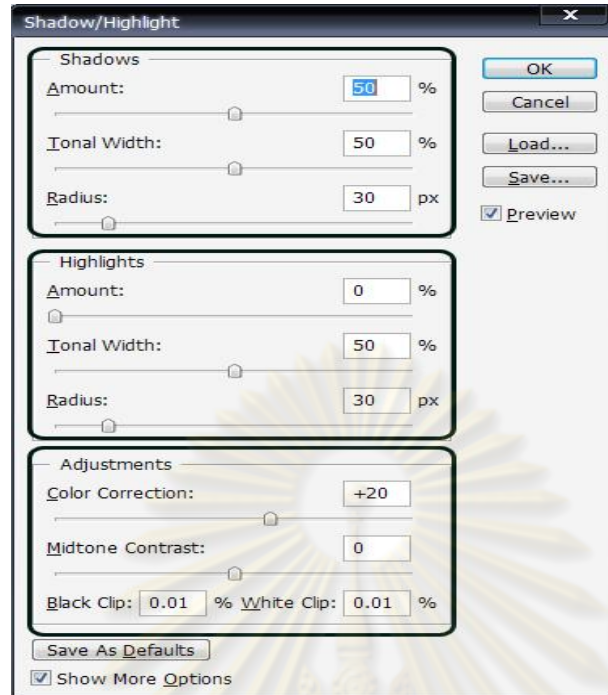 Shadow/Highlight
x
Shadows
Amount: 50 %
Tonal Width: 50 %
Radius: 30 px
Highlights
Amount: 0 %
Tonal Width: 50 %
Radius: 30 px
Adjustments
Color Correction: +20
Midtone Contrast: 0
Black Clip: 0.01 % White Clip: 0.01 %
Save As Defaults
Show More Options
OK
Cancel
Load...
Save...
Preview